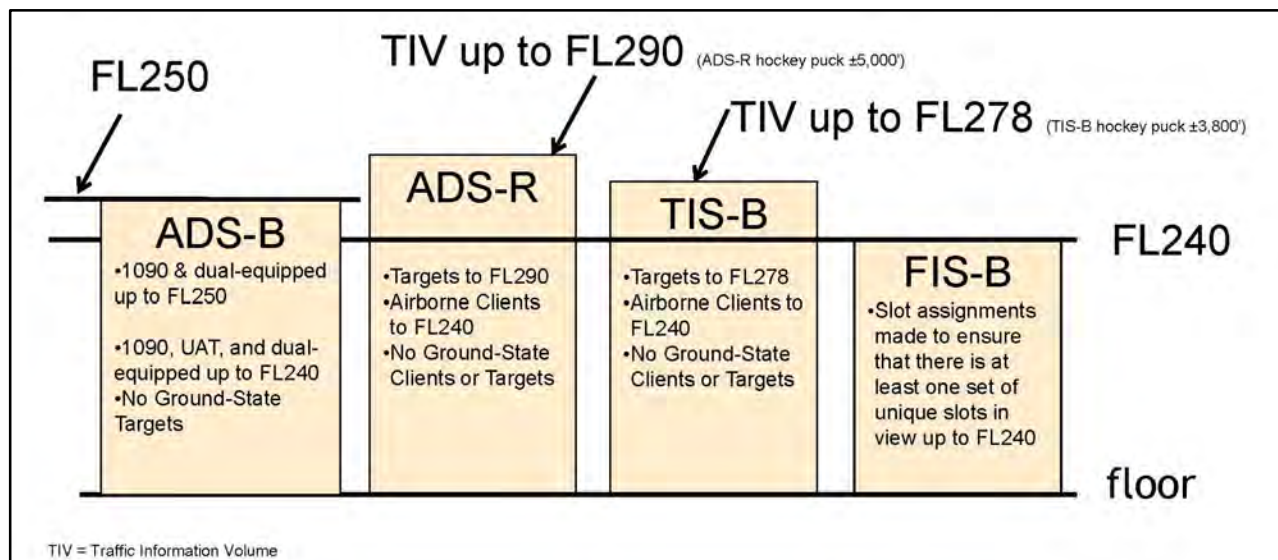 FL250
TIV up to FL290 (ADS-R hockey puck ±5,000')
TIV up to FL278 (TIS-B hockey puck ±3,800')
ADS-B
•1090 & dual-equipped
up to FL250
•1090, UAT, and dual-
equipped up to FL240
•No Ground-State
Targets
ADS-R
•Targets to FL290
•Airborne Clients
to FL240
•No Ground-State
Clients or Targets
TIS-B
•Targets to FL278
•Airborne Clients to
FL240
•No Ground-State
Clients or Targets
FL240
FIS-B
•Slot assignments
made to ensure
that there is at
least one set of
unique slots in
view up to FL240
floor
TIV = Traffic Information Volume